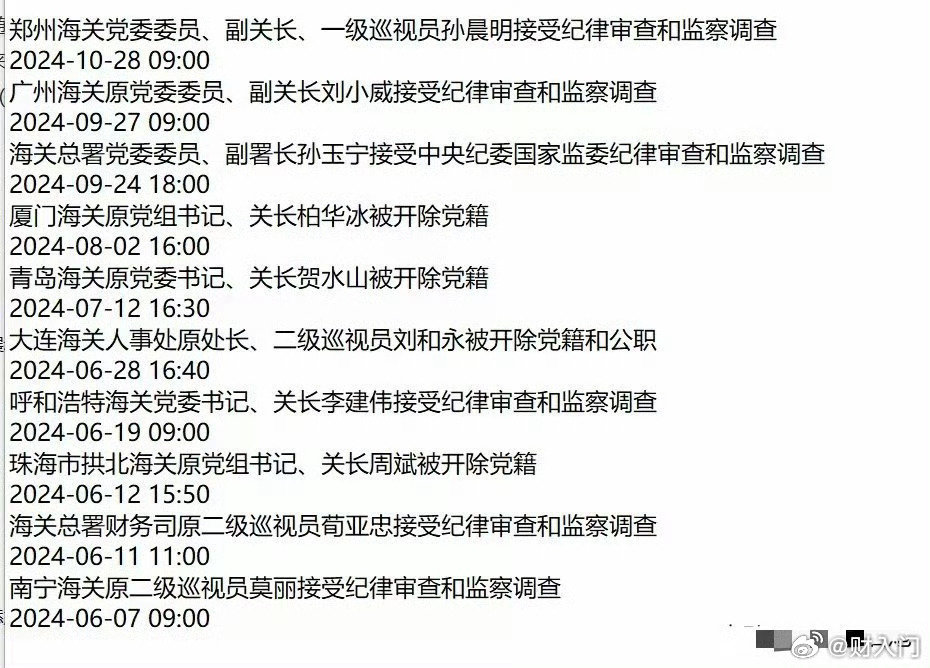 郑州海关党委委员、副关长、一级巡视员孙晨明接受纪律审查和监察调查
2024-10-28 09:00
广州海关原党委委员、副关长刘小威接受纪律审查和监察调查
2024-09-27 09:00
海关总署党委委员、副署长孙玉宁接受中央纪委国家监委纪律审查和监察调查
2024-09-24 18:00
厦门海关原党组书记、关长柏华冰被开除党籍
2024-08-02 16:00
青岛海关原党委书记、关长贺水山被开除党籍
2024-07-12 16:30
大连海关人事处原处长、二级巡视员刘和永被开除党籍和公职
2024-06-28 16:40
呼和浩特海关党委书记、关长李建伟接受纪律审查和监察调查
2024-06-19 09:00
珠海市拱北海关原党组书记、关长周斌被开除党籍
2024-06-12 15:50
海关总署财务司原二级巡视员荀亚忠接受纪律审查和监察调查
2024-06-11 11:00
南宁海关原二级巡视员莫丽接受纪律审查和监察调查
2024-06-07 09:00
@财入门